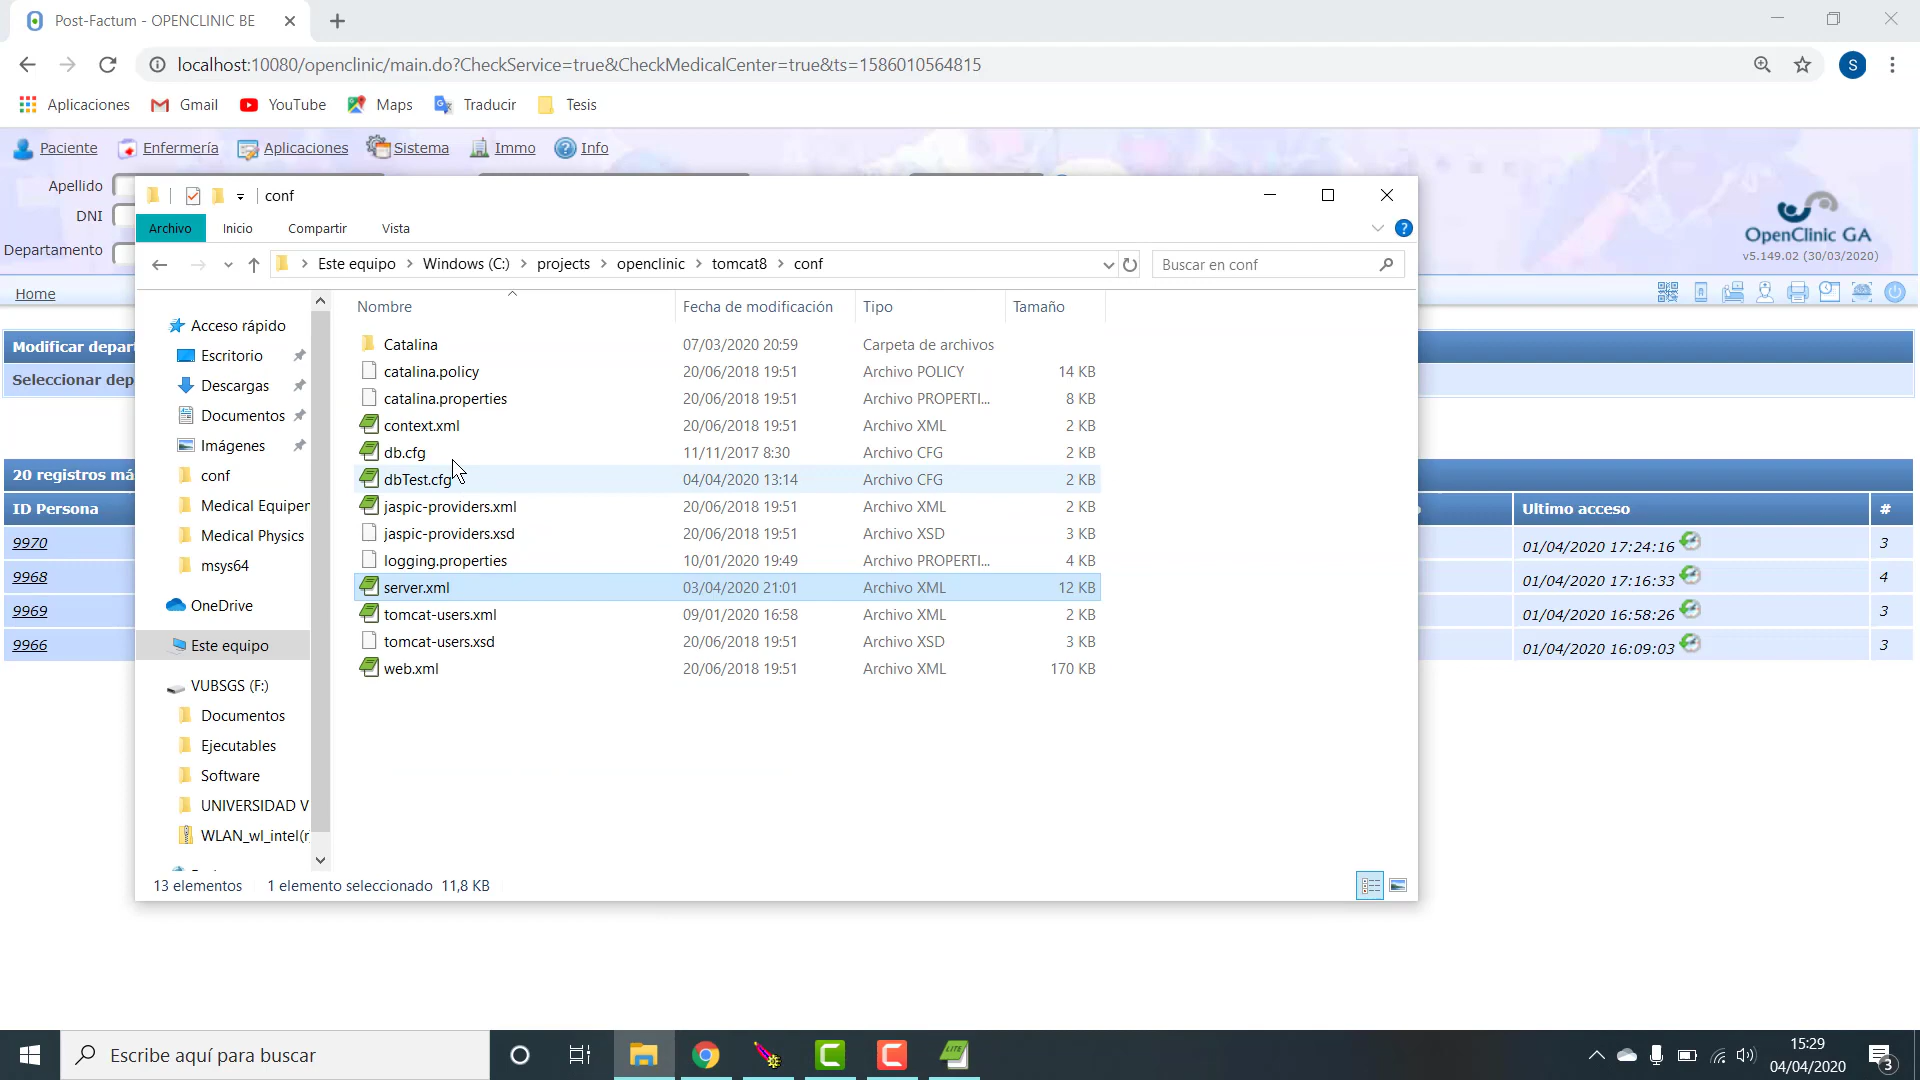 Post-Factum - OPENCLINIC BE
localhost:10080/openclinic/main.do?CheckService=true&CheckMedicalCenter=true&ts=1586010564815
S
Aplicaciones Gmail YouTube Maps Traducir Tesis
Paciente Enfermería Aplicaciones Sistema Immo Info
Apellido
DNI
Departamento
OpenClinic GA
v5.149.02 (30/03/2020)
Home
conf
Archivo Inicio Compartir Vista
Este equipo > Windows (C:) > projects > openclinic > tomcat8 > conf
Buscar en conf
Nombre Fecha de modificación Tipo Tamaño
Catalina 07/03/2020 20:59 Carpeta de archivos
catalina.policy 20/06/2018 19:51 Archivo POLICY 14 KB
catalina.properties 20/06/2018 19:51 Archivo PROPERTI... 8 KB
context.xml 20/06/2018 19:51 Archivo XML 2 KB
db.cfg 11/11/2017 8:30 Archivo CFG 2 KB
dbTest.cfg 04/04/2020 13:14 Archivo CFG 2 KB
jaspic-providers.xml 20/06/2018 19:51 Archivo XML 2 KB
jaspic-providers.xsd 20/06/2018 19:51 Archivo XSD 3 KB
logging.properties 10/01/2020 19:49 Archivo PROPERTI... 4 KB
server.xml 03/04/2020 21:01 Archivo XML 12 KB
tomcat-users.xml 09/01/2020 16:58 Archivo XML 2 KB
tomcat-users.xsd 20/06/2018 19:51 Archivo XSD 3 KB
web.xml 20/06/2018 19:51 Archivo XML 170 KB
Acceso rápido
Escritorio
Descargas
Documentos
Imágenes
conf
Medical Equiper
Medical Physics
msys64
OneDrive
Este equipo
VUBSGS (F:)
Documentos
Ejecutables
Software
UNIVERSIDAD V
WLAN_wl_intel(r
13 elementos 1 elemento seleccionado 11,8 KB
Modificar depart
Seleccionar dep
20 registros má
ID Persona Ultimo acceso #
9970 01/04/2020 17:24:16 3
9968 01/04/2020 17:16:33 4
9969 01/04/2020 16:58:26 3
9966 01/04/2020 16:09:03 3
Escribe aquí para buscar
LITE
15:29
04/04/2020
3